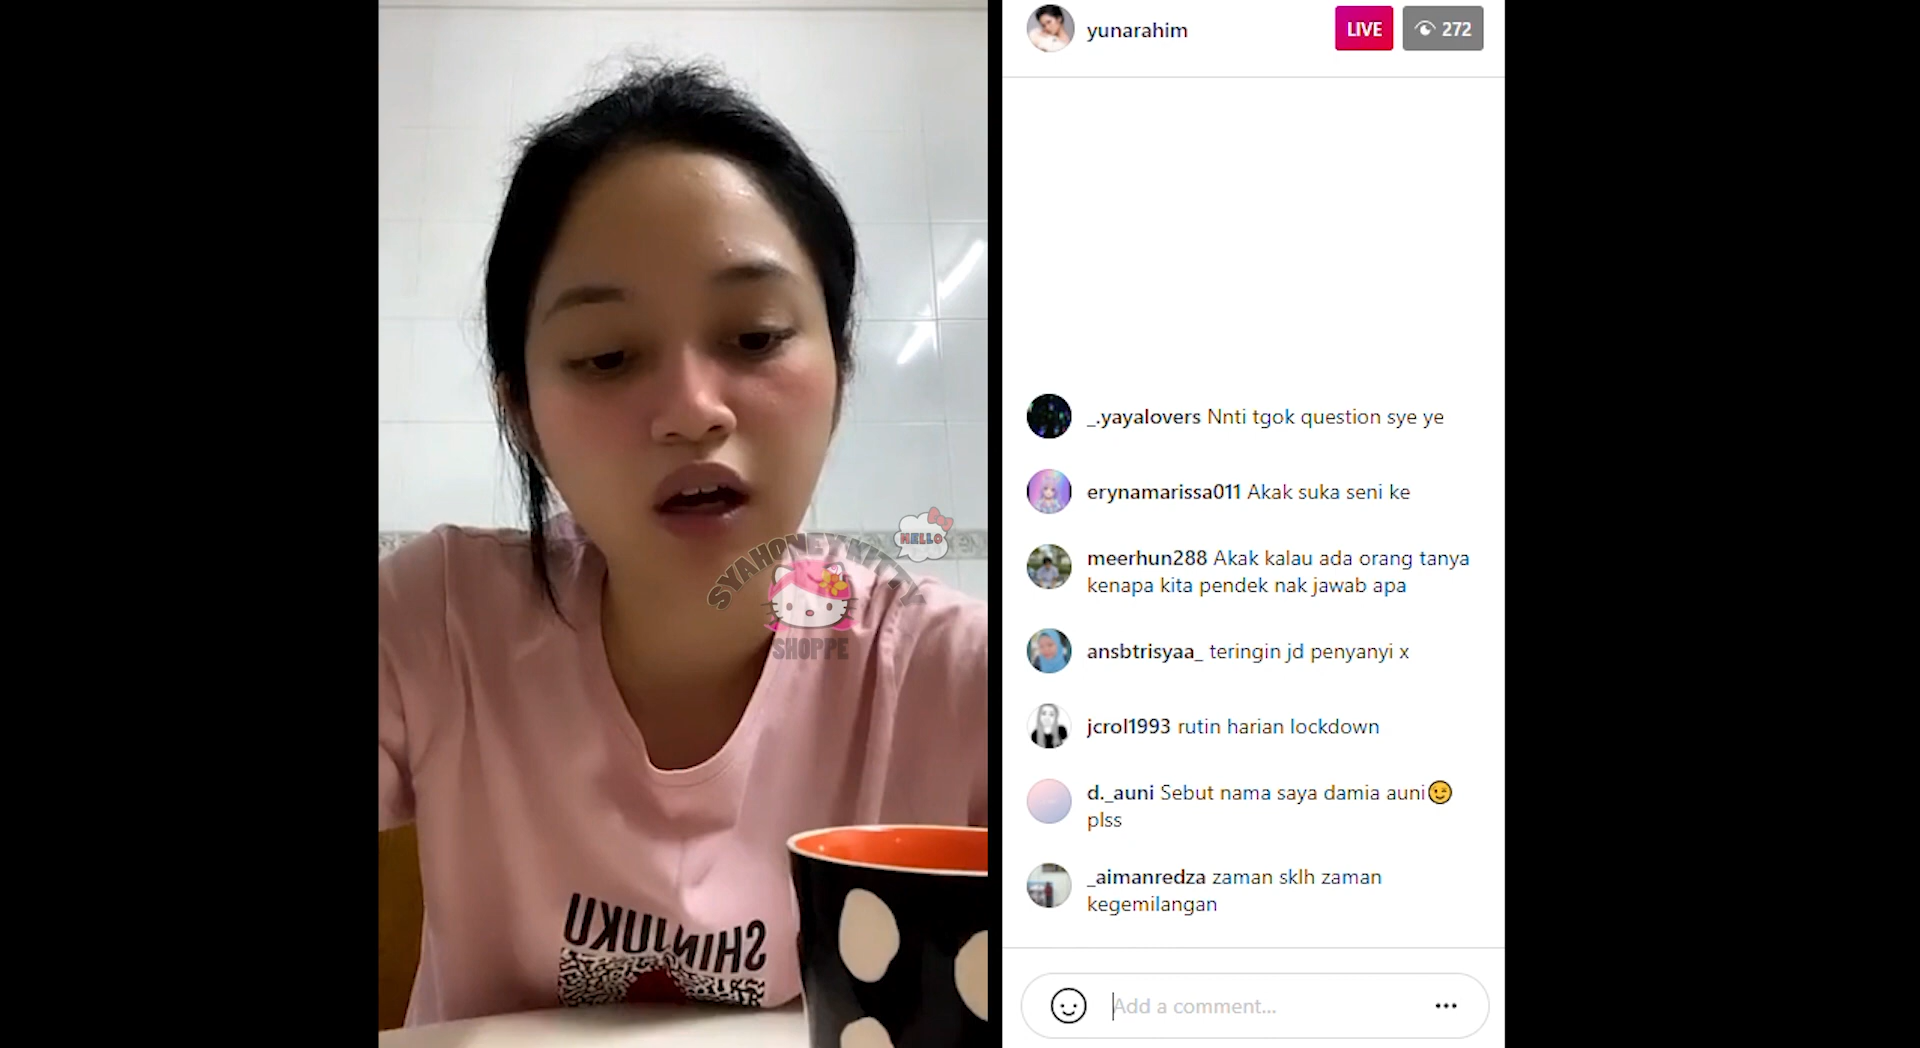 yunarahim
LIVE
272
_.yayalovers Nnti tgok question sye ye
erynamarissa011 Akak suka seni ke
meerhun288 Akak kalau ada orang tanya
kenapa kita pendek nak jawab apa
ansbtrisyaa_ teringin jd penyanyi x
jcrol1993 rutin harian lockdown
d._auni Sebut nama saya damia auni😉
plss
_aimanredza zaman sklh zaman
kegemilangan
Add a comment...
HELLO
SYAHONEYKITTY
SHOPPE
SHINJUKU